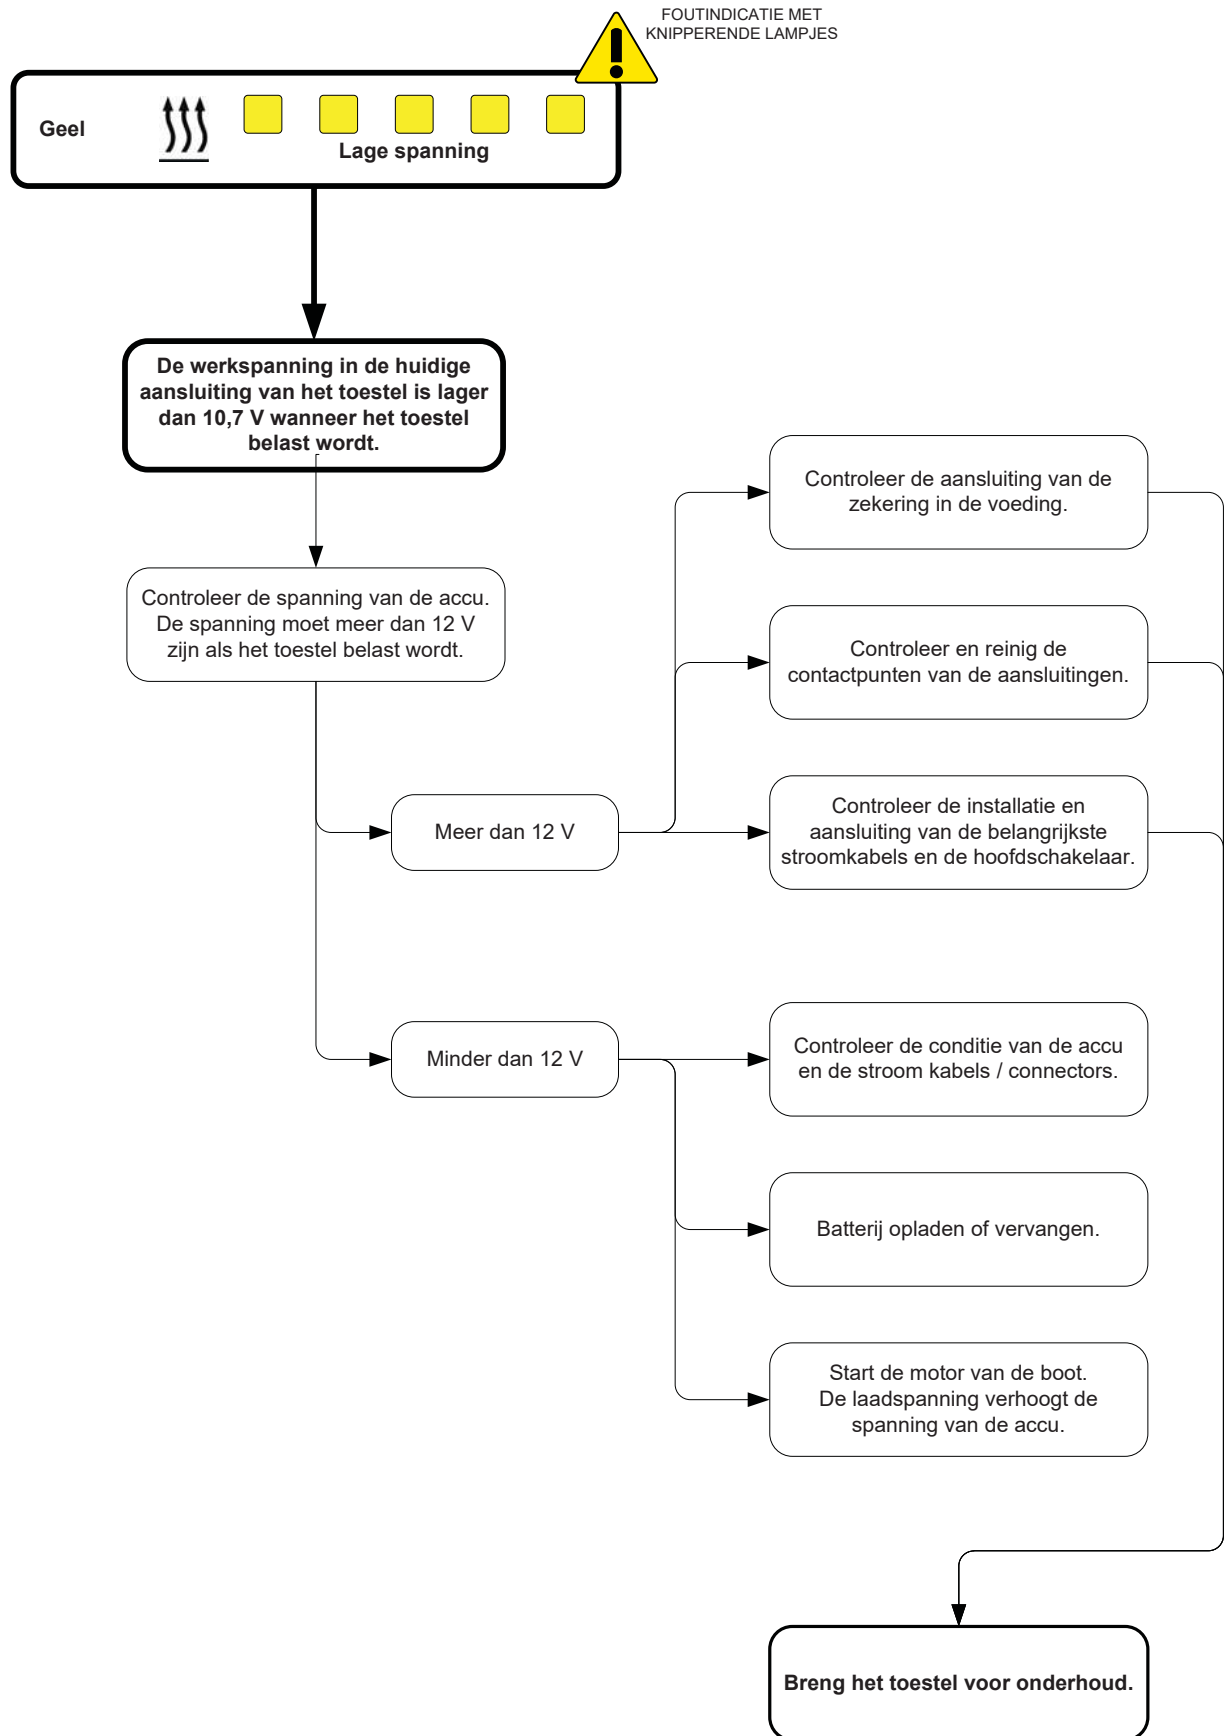 FOUTINDICATIE MET
KNIPPERENDE LAMPJES
Geel
Lage spanning
De werkspanning in de huidige
aansluiting van het toestel is lager
dan 10,7 V wanneer het toestel
belast wordt.
Controleer de spanning van de accu.
De spanning moet meer dan 12 V
zijn als het toestel belast wordt.
Meer dan 12 V
Controleer de aansluiting van de
zekering in de voeding.
Controleer en reinig de
contactpunten van de aansluitingen.
Controleer de installatie en
aansluiting van de belangrijkste
stroomkabels en de hoofdschakelaar.
Minder dan 12 V
Controleer de conditie van de accu
en de stroom kabels / connectors.
Batterij opladen of vervangen.
Start de motor van de boot.
De laadspanning verhoogt de
spanning van de accu.
Breng het toestel voor onderhoud.